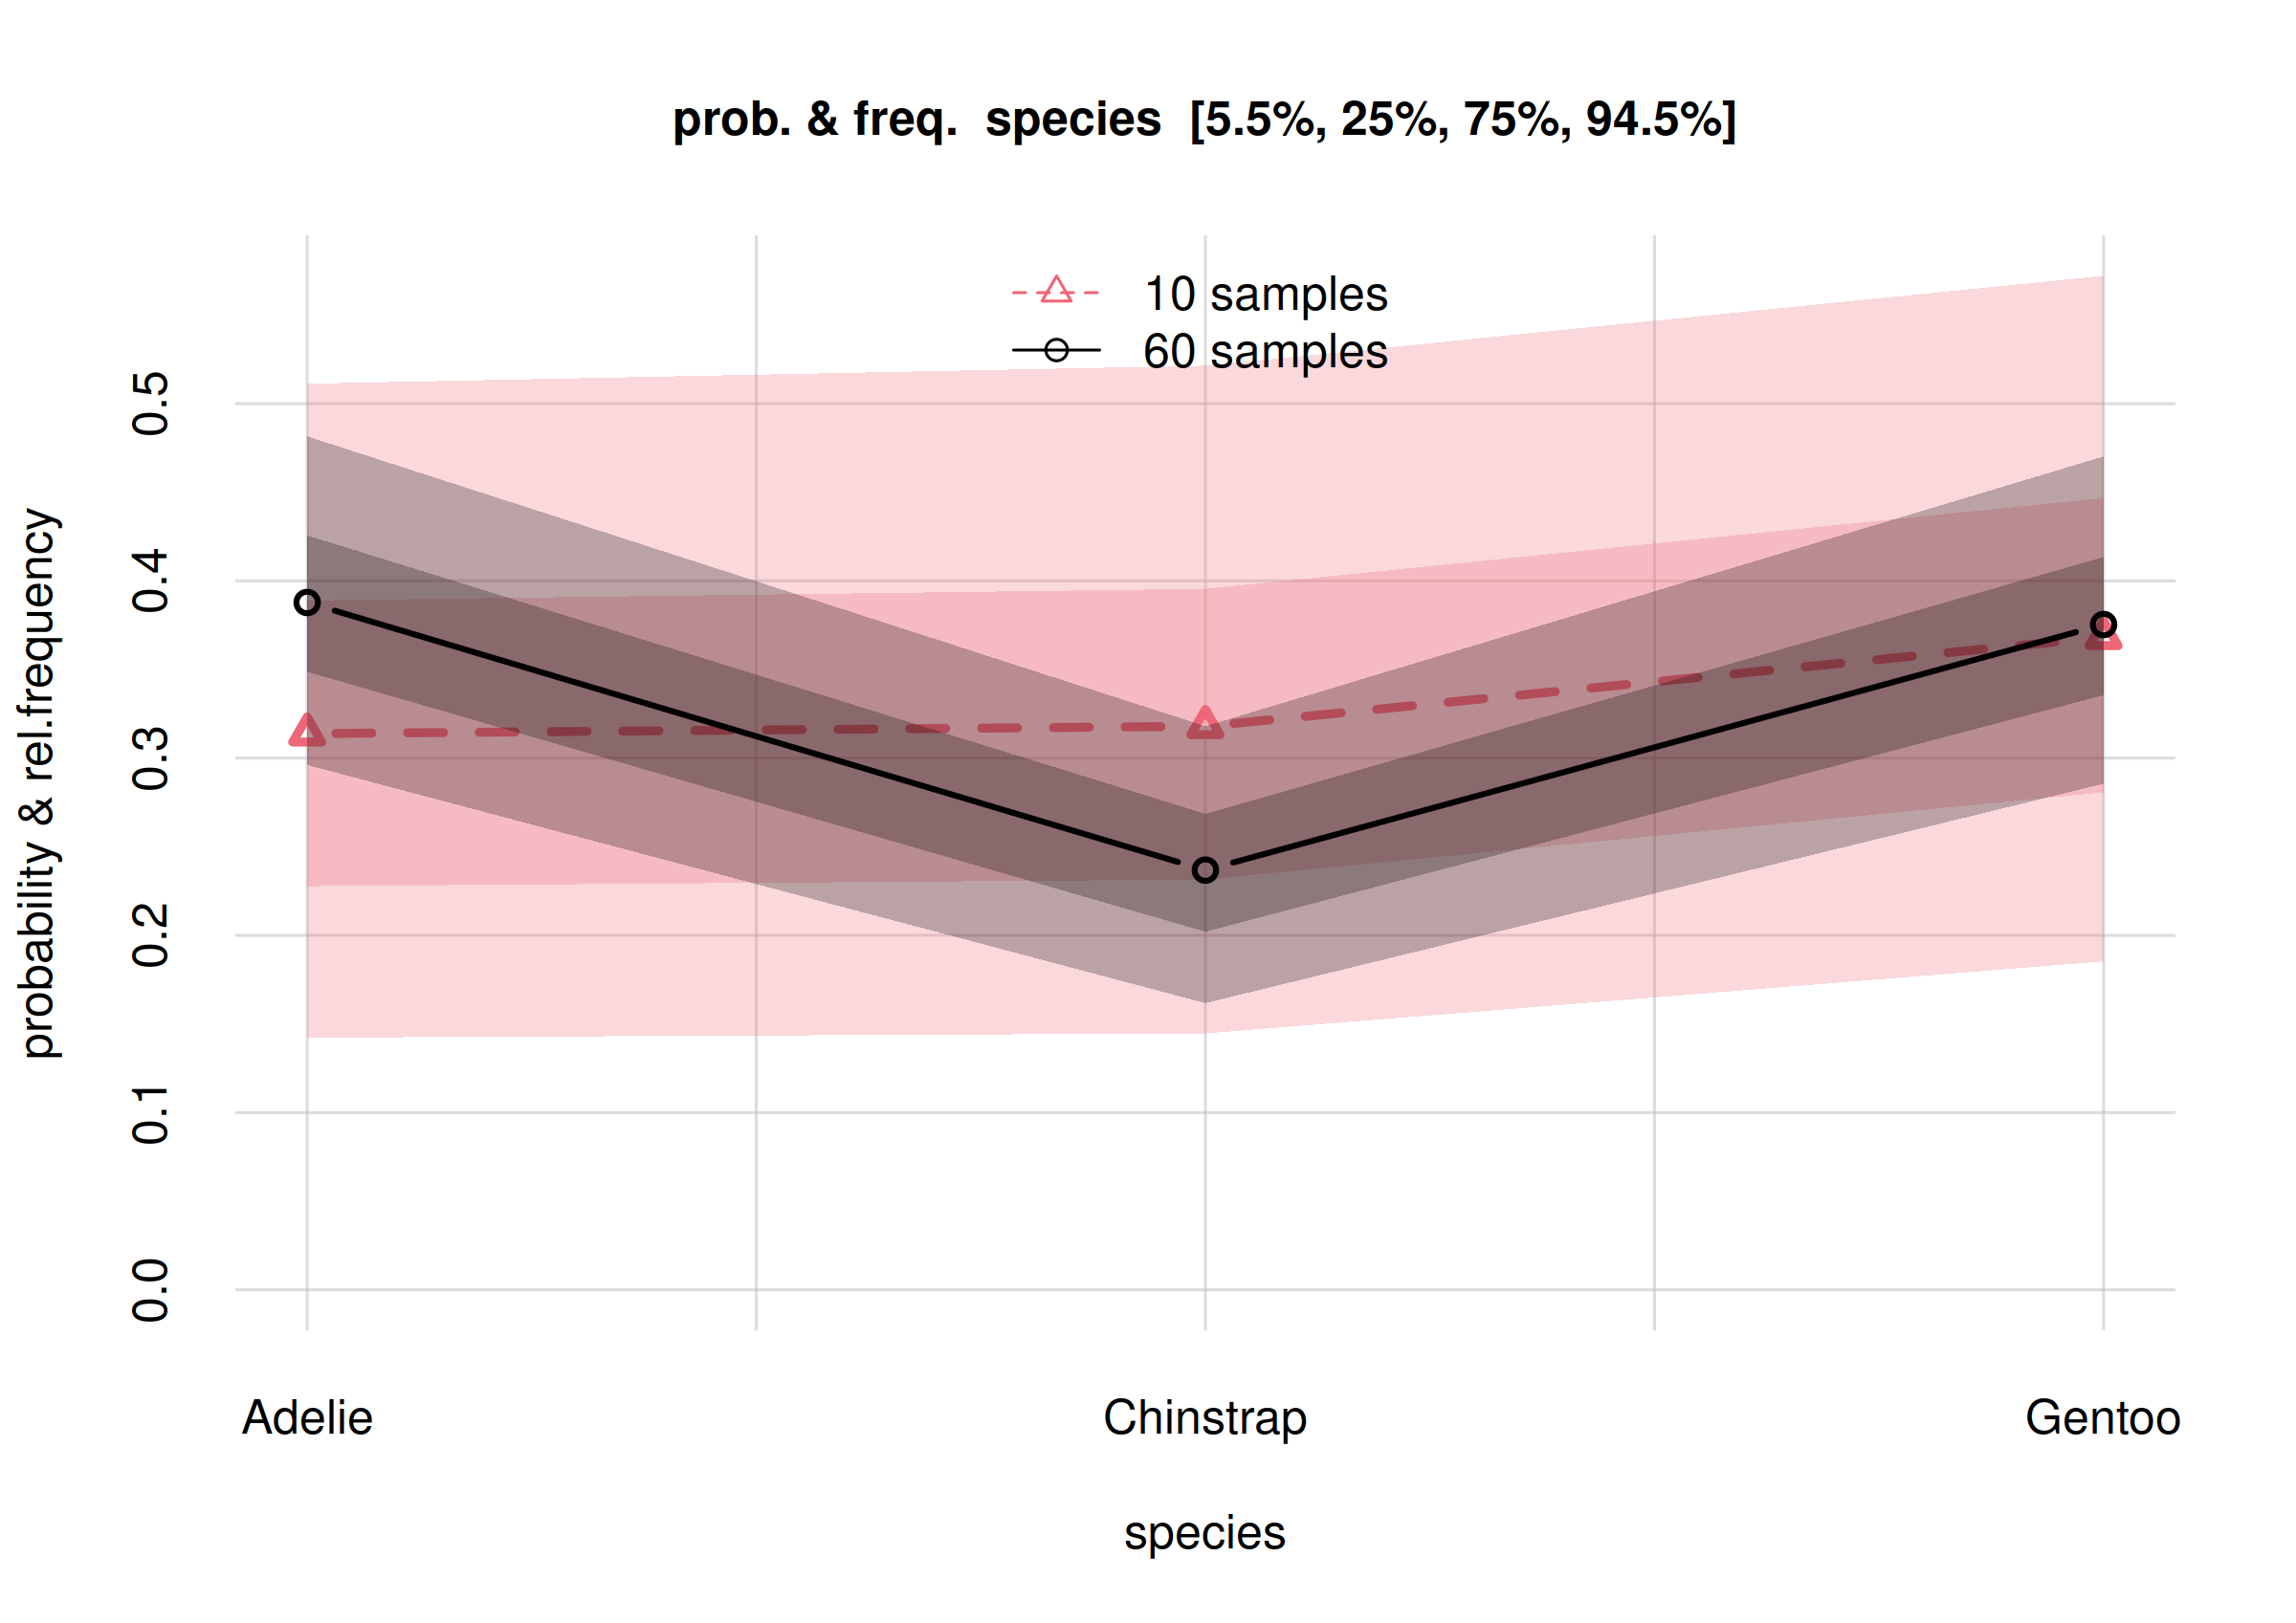 prob. & freq.  species  [5.5%, 25%, 75%, 94.5%]
10 samples
60 samples
probability & rel.frequency
0.5
0.4
0.3
0.2
0.1
0.0
Adelie
Chinstrap
Gentoo
species